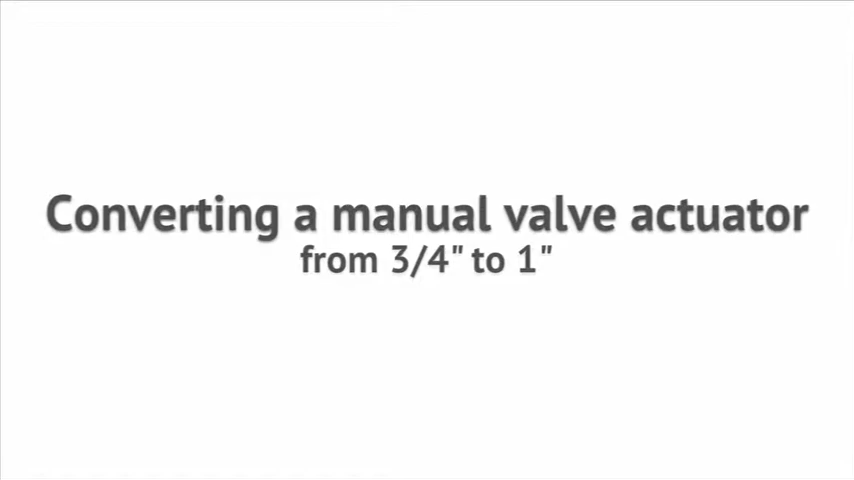 Converting a manual valve actuator
from 3/4" to 1"